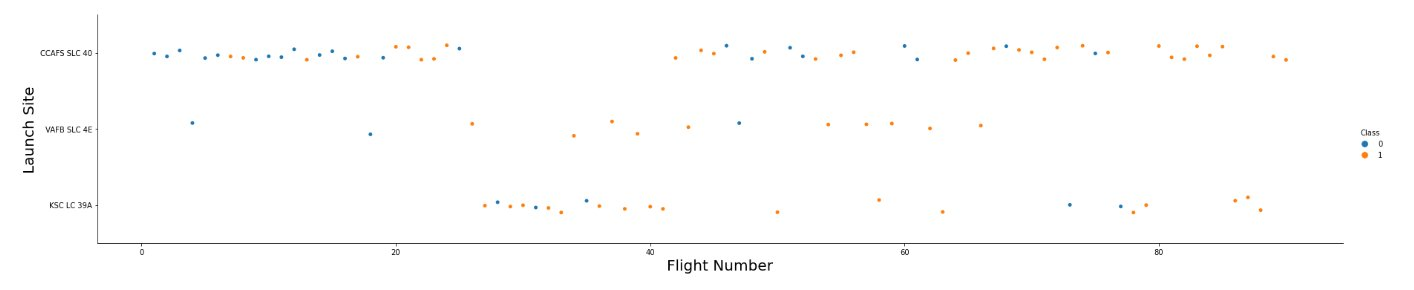 CCAFS SLC 40
VAFB SLC 4E
KSC LC 39A
Launch Site
0 20 40 60 80
Flight Number
Class
0
1